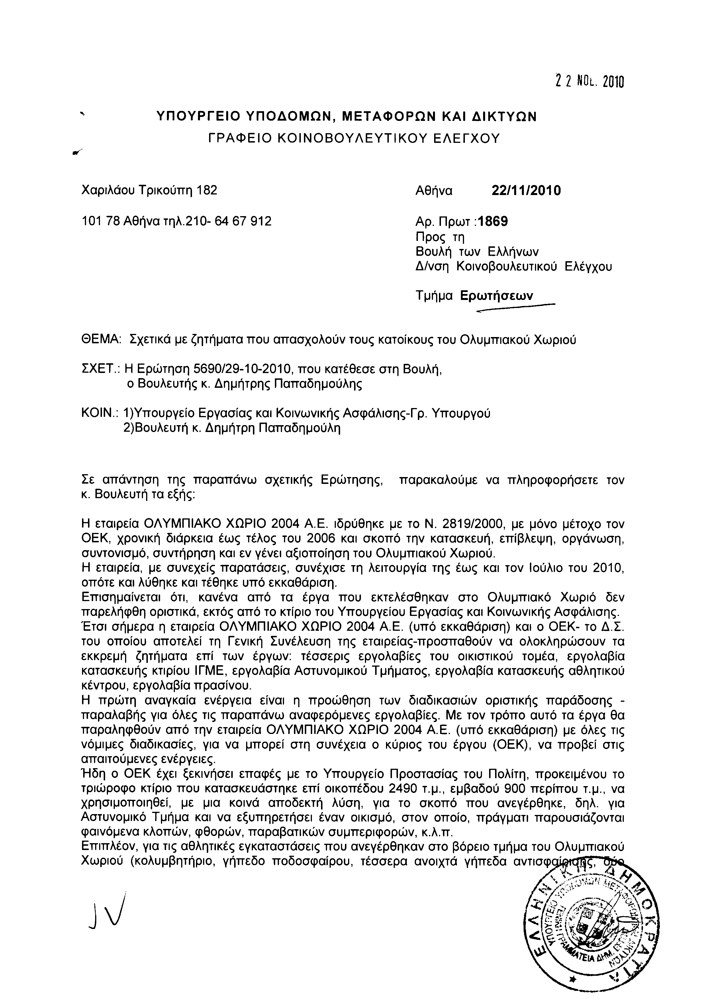 22 ΝΟΕ. 2010
ΥΠΟΥΡΓΕΙΟ ΥΠΟΔΟΜΩΝ, ΜΕΤΑΦΟΡΩΝ ΚΑΙ ΔΙΚΤΥΩΝ
ΓΡΑΦΕΙΟ ΚΟΙΝΟΒΟΥΛΕΥΤΙΚΟΥ ΕΛΕΓΧΟΥ
Χαριλάου Τρικούπη 182
Αθήνα 22/11/2010
101 78 Αθήνα τηλ.210- 64 67 912
Αρ. Πρωτ :1869
Προς τη
Βουλή των Ελλήνων
Δ/νση Κοινοβουλευτικού Ελέγχου
Τμήμα Ερωτήσεων
ΘΕΜΑ: Σχετικά με ζητήματα που απασχολούν τους κατοίκους του Ολυμπιακού Χωριού
ΣΧΕΤ.: Η Ερώτηση 5690/29-10-2010, που κατέθεσε στη Βουλή,
ο Βουλευτής κ. Δημήτρης Παπαδημούλης
ΚΟΙΝ.: 1)Υπουργείο Εργασίας και Κοινωνικής Ασφάλισης-Γρ. Υπουργού
2)Βουλευτή κ. Δημήτρη Παπαδημούλη
Σε απάντηση της παραπάνω σχετικής Ερώτησης, παρακαλούμε να πληροφορήσετε τον
κ. Βουλευτή τα εξής:
Η εταιρεία ΟΛΥΜΠΙΑΚΟ ΧΩΡΙΟ 2004 Α.Ε. ιδρύθηκε με το Ν. 2819/2000, με μόνο μέτοχο τον
ΟΕΚ, χρονική διάρκεια έως τέλος του 2006 και σκοπό την κατασκευή, επίβλεψη, οργάνωση,
συντονισμό, συντήρηση και εν γένει αξιοποίηση του Ολυμπιακού Χωριού.
Η εταιρεία, με συνεχείς παρατάσεις, συνέχισε τη λειτουργία της έως και τον Ιούλιο του 2010,
οπότε και λύθηκε και τέθηκε υπό εκκαθάριση.
Επισημαίνεται ότι, κανένα από τα έργα που εκτελέσθηκαν στο Ολυμπιακό Χωριό δεν
παρελήφθη οριστικά, εκτός από το κτίριο του Υπουργείου Εργασίας και Κοινωνικής Ασφάλισης.
Έτσι σήμερα η εταιρεία ΟΛΥΜΠΙΑΚΟ ΧΩΡΙΟ 2004 Α.Ε. (υπό εκκαθάριση) και ο ΟΕΚ- το Δ.Σ.
του οποίου αποτελεί τη Γενική Συνέλευση της εταιρείας-προσπαθούν να ολοκληρώσουν τα
εκκρεμή ζητήματα επί των έργων: τέσσερις εργολαβίες του οικιστικού τομέα, εργολαβία
κατασκευής κτιρίου ΙΓΜΕ, εργολαβία Αστυνομικού Τμήματος, εργολαβία κατασκευής αθλητικού
κέντρου, εργολαβία πρασίνου.
Η πρώτη αναγκαία ενέργεια είναι η προώθηση των διαδικασιών οριστικής παράδοσης -
παραλαβής για όλες τις παραπάνω αναφερόμενες εργολαβίες. Με τον τρόπο αυτό τα έργα θα
παραληφθούν από την εταιρεία ΟΛΥΜΠΙΑΚΟ ΧΩΡΙΟ 2004 Α.Ε. (υπό εκκαθάριση) με όλες τις
νόμιμες διαδικασίες, για να μπορεί στη συνέχεια ο κύριος του έργου (ΟΕΚ), να προβεί στις
απαιτούμενες ενέργειες.
Ήδη ο ΟΕΚ έχει ξεκινήσει επαφές με το Υπουργείο Προστασίας του Πολίτη, προκειμένου το
τριώροφο κτίριο που κατασκευάστηκε επί οικοπέδου 2490 τ.μ., εμβαδού 900 περίπου τ.μ., να
χρησιμοποιηθεί, με μια κοινά αποδεκτή λύση, για το σκοπό που ανεγέρθηκε, δηλ. για
Αστυνομικό Τμήμα και να εξυπηρετήσει έναν οικισμό, στον οποίο, πράγματι παρουσιάζονται
φαινόμενα κλοπών, φθορών, παραβατικών συμπεριφορών, κ.λ.π.
Επιπλέον, για τις αθλητικές εγκαταστάσεις που ανεγέρθηκαν στο βόρειο τμήμα του Ολυμπιακού
Χωριού (κολυμβητήριο, γήπεδο ποδοσφαίρου, τέσσερα ανοιχτά γήπεδα αντισφαίρισης, δύο
ΕΛΛΗΝΙΚΗ ΔΗΜΟΚΡΑΤΙΑ
ΥΠΟΥΡΓΕΙΟ ΥΠΟΔΟΜΩΝ ΜΕΤΑΦΟΡΩΝ ΚΑΙ ΔΙΚΤΥΩΝ
ΓΡΑΜΜΑΤΕΙΑ ΔΗΜ.